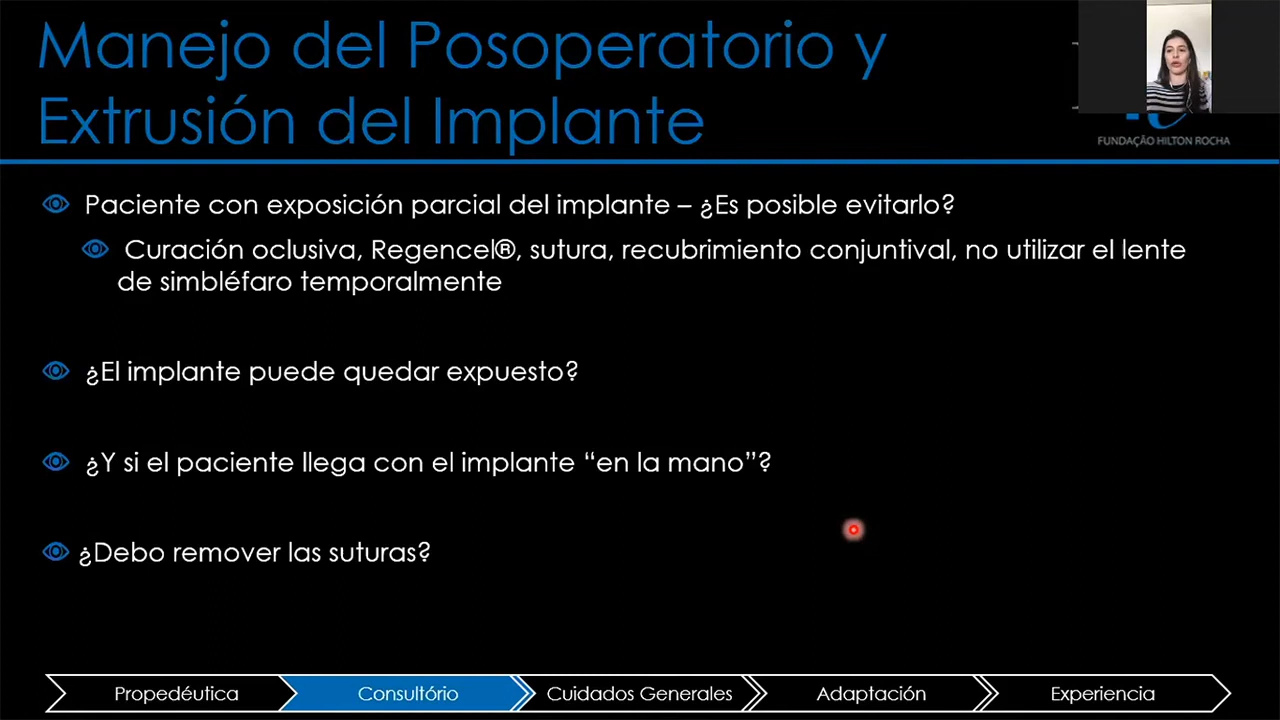 Manejo del Posoperatorio y
Extrusión del Implante
FUNDAÇÃO HILTON ROCHA
Paciente con exposición parcial del implante – ¿Es posible evitarlo?
Curación oclusiva, Regencel®, sutura, recubrimiento conjuntival, no utilizar el lente
de simbléfaro temporalmente
¿El implante puede quedar expuesto?
¿Y si el paciente llega con el implante “en la mano”?
¿Debo remover las suturas?
Propedéutica
Consultório
Cuidados Generales
Adaptación
Experiencia